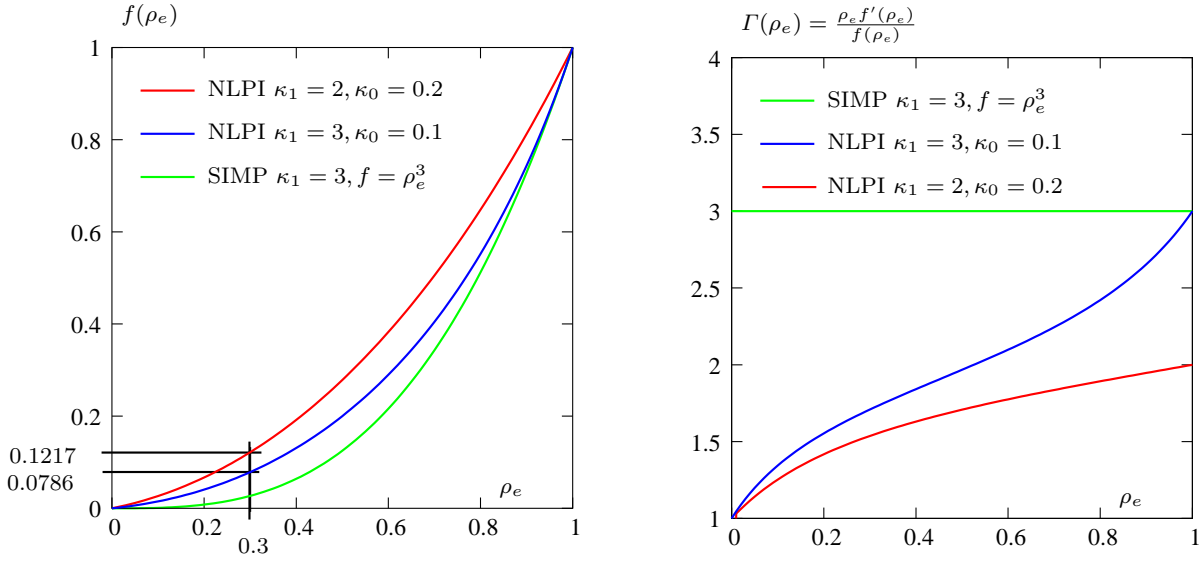 f(ρₑ)
1
0.8
0.6
0.4
0.2
0
0.1217
0.0786
NLPI κ₁ = 2, κ₀ = 0.2
NLPI κ₁ = 3, κ₀ = 0.1
SIMP κ₁ = 3, f = ρₑ³
ρₑ
0 0.2 0.4 0.6 0.8 1
0.3
Γ(ρₑ) = ρₑf′(ρₑ)/f(ρₑ)
4
3.5
3
2.5
2
1.5
1
SIMP κ₁ = 3, f = ρₑ³
NLPI κ₁ = 3, κ₀ = 0.1
NLPI κ₁ = 2, κ₀ = 0.2
ρₑ
0 0.2 0.4 0.6 0.8 1